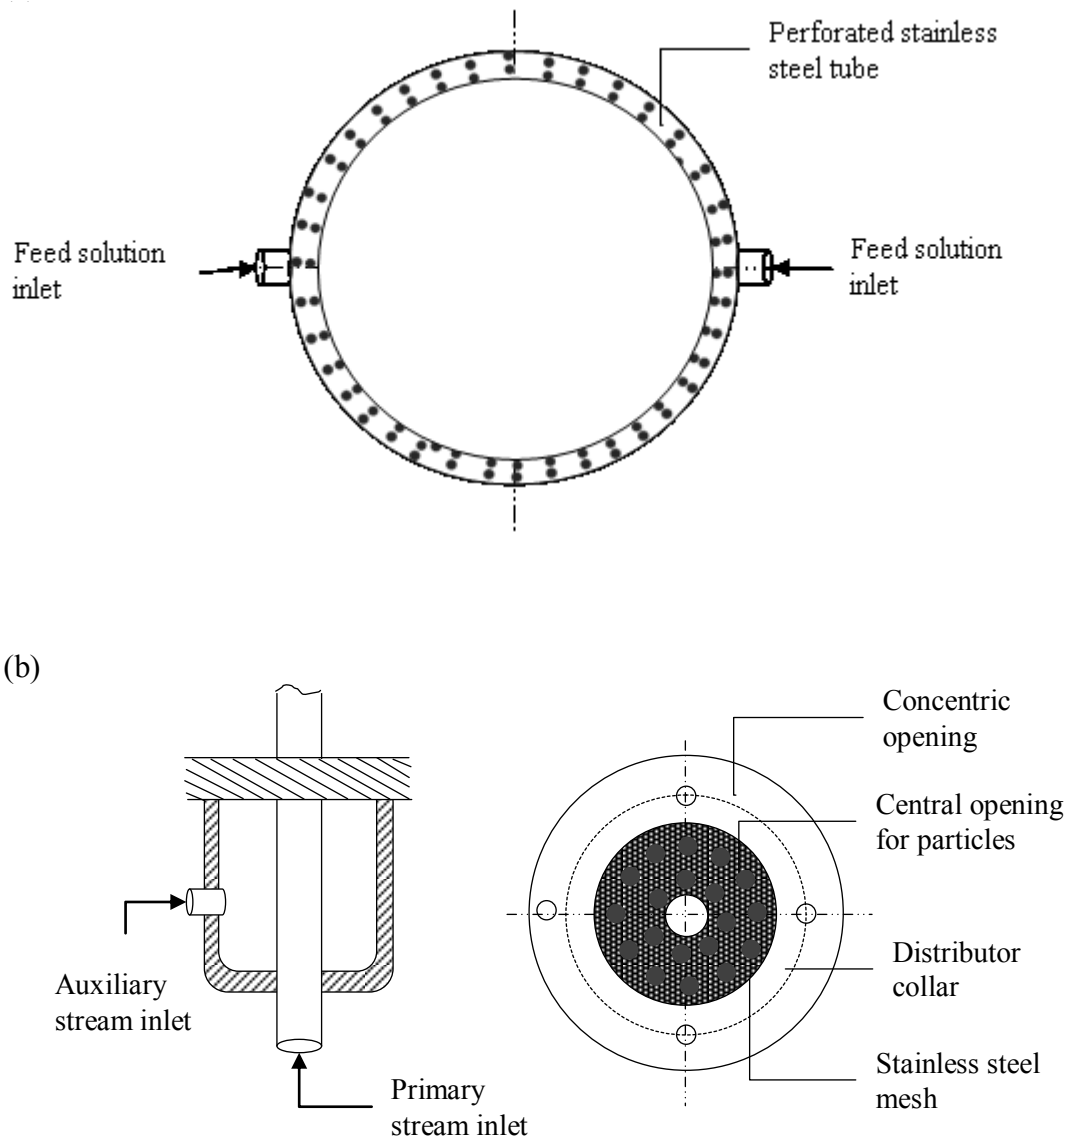 Perforated stainless
steel tube
Feed solution
inlet
Feed solution
inlet
(b)
Concentric
opening
Central opening
for particles
Distributor
collar
Stainless steel
mesh
Auxiliary
stream inlet
Primary
stream inlet